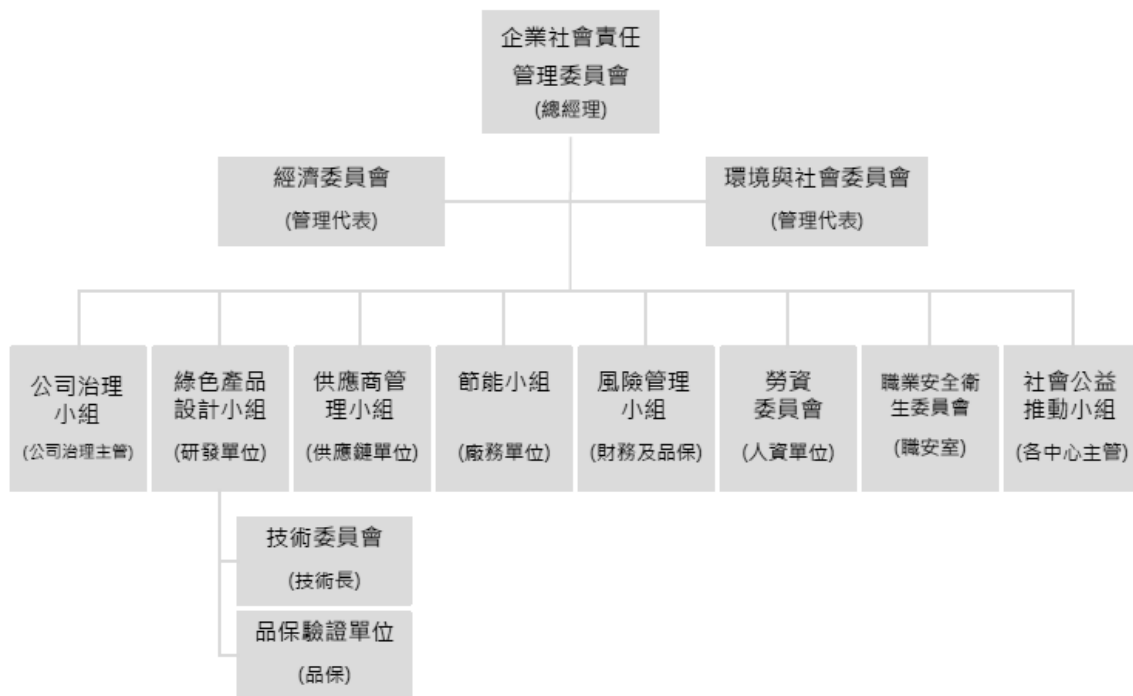 企業社會責任
管理委員會
(總經理)
經濟委員會
(管理代表)
環境與社會委員會
(管理代表)
公司治理
小組
(公司治理主管)
綠色產品
設計小組
(研發單位)
供應商管
理小組
(供應鏈單位)
節能小組
(廠務單位)
風險管理
小組
(財務及品保)
勞資
委員會
(人資單位)
職業安全衛
生委員會
(職安室)
社會公益
推動小組
(各中心主管)
技術委員會
(技術長)
品保驗證單位
(品保)